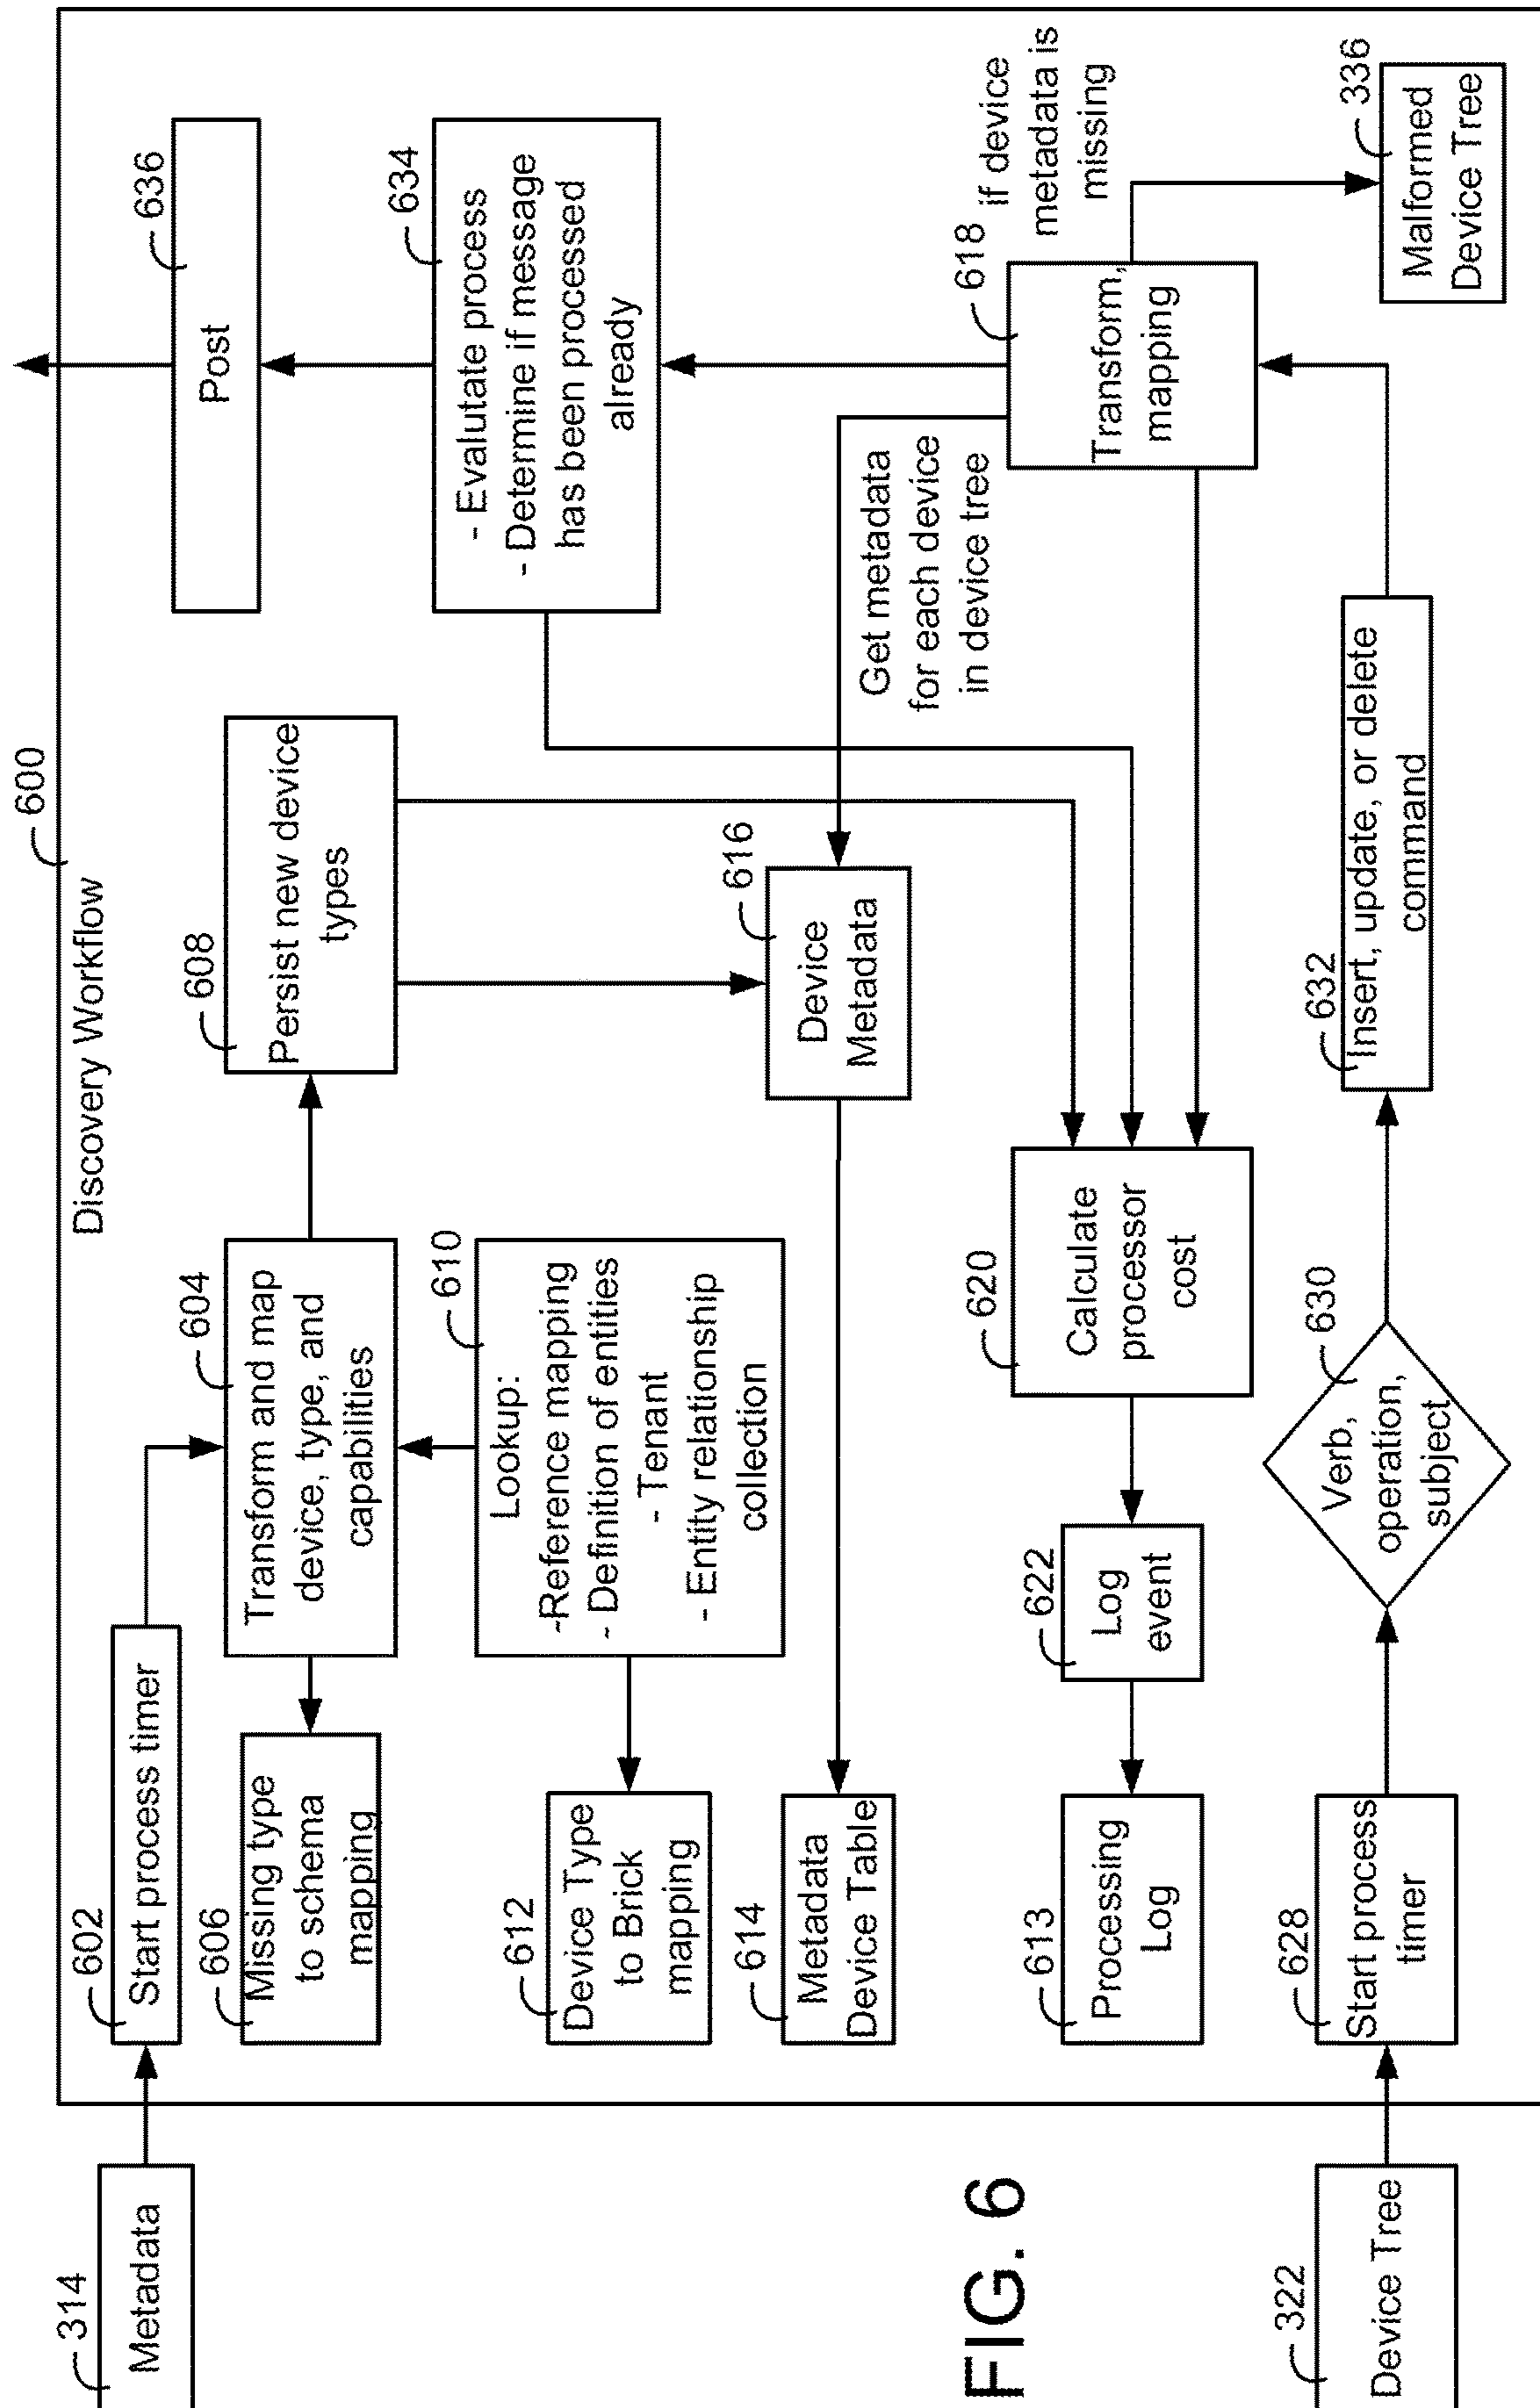 600
Discovery Workflow
314
Metadata
602
Start process timer
604
Transform and map
device, type, and
capabilities
608
Persist new device
types
636
Post
606
Missing type
to schema
mapping
610
Lookup:
-Reference mapping
- Definition of entities
- Tenant
- Entity relationship
collection
634
- Evalutate process
- Determine if message
has been processed
already
612
Device Type
to Brick
mapping
616
Device
Metadata
Get metadata
for each device
in device tree
614
Metadata
Device Table
618
Transform,
mapping
if device
metadata is
missing
613
Processing
Log
622
Log
event
620
Calculate
processor
cost
336
Malformed
Device Tree
322
Device Tree
628
Start process
timer
630
Verb,
operation,
subject
632
Insert, update, or delete
command
FIG. 6